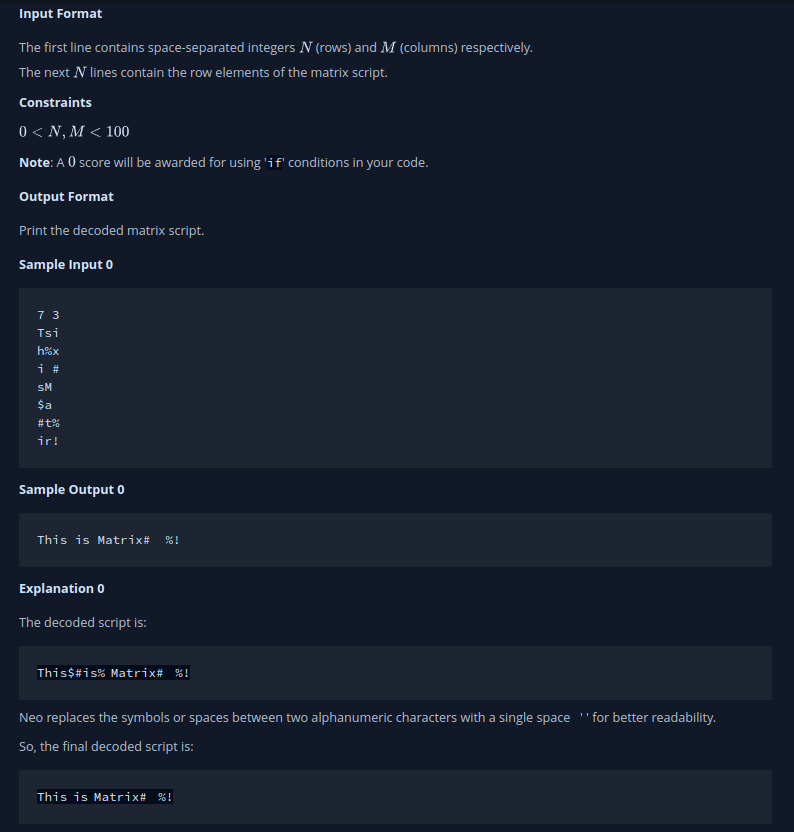 Input Format
The first line contains space-separated integers N (rows) and M (columns) respectively.
The next N lines contain the row elements of the matrix script.
Constraints
0 < N, M < 100
Note: A 0 score will be awarded for using 'if' conditions in your code.
Output Format
Print the decoded matrix script.
Sample Input 0
7 3
Tsi
h%x
i #
sM
$a
#t%
ir!
Sample Output 0
This is Matrix#  %!
Explanation 0
The decoded script is:
This$#is% Matrix#  %!
Neo replaces the symbols or spaces between two alphanumeric characters with a single space ' ' for better readability.
So, the final decoded script is:
This is Matrix#  %!